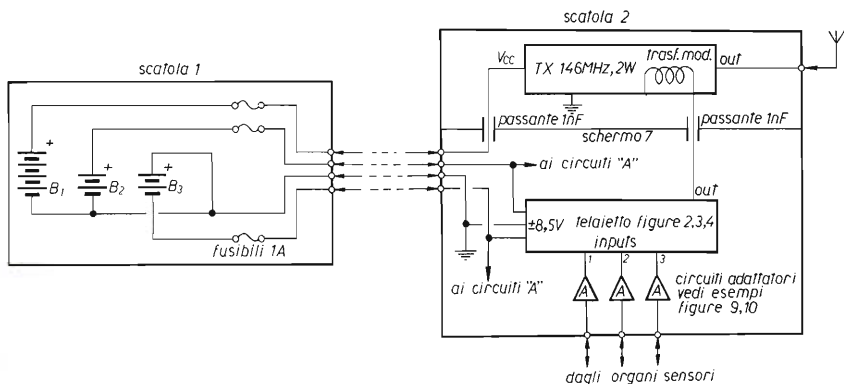 scatola 1
+
B1
+
B2
+
B3
fusibili 1A
scatola 2
Vcc
TX 146MHz, 2W
trasf. mod.
out
passante 1nF
schermo 7
passante 1nF
ai circuiti "A"
out
±8,5V
telaietto figure 2,3,4
inputs
1
2
3
ai circuiti "A"
A
A
A
circuiti adattatori
vedi esempi
figure 9,10
dagli organi sensori